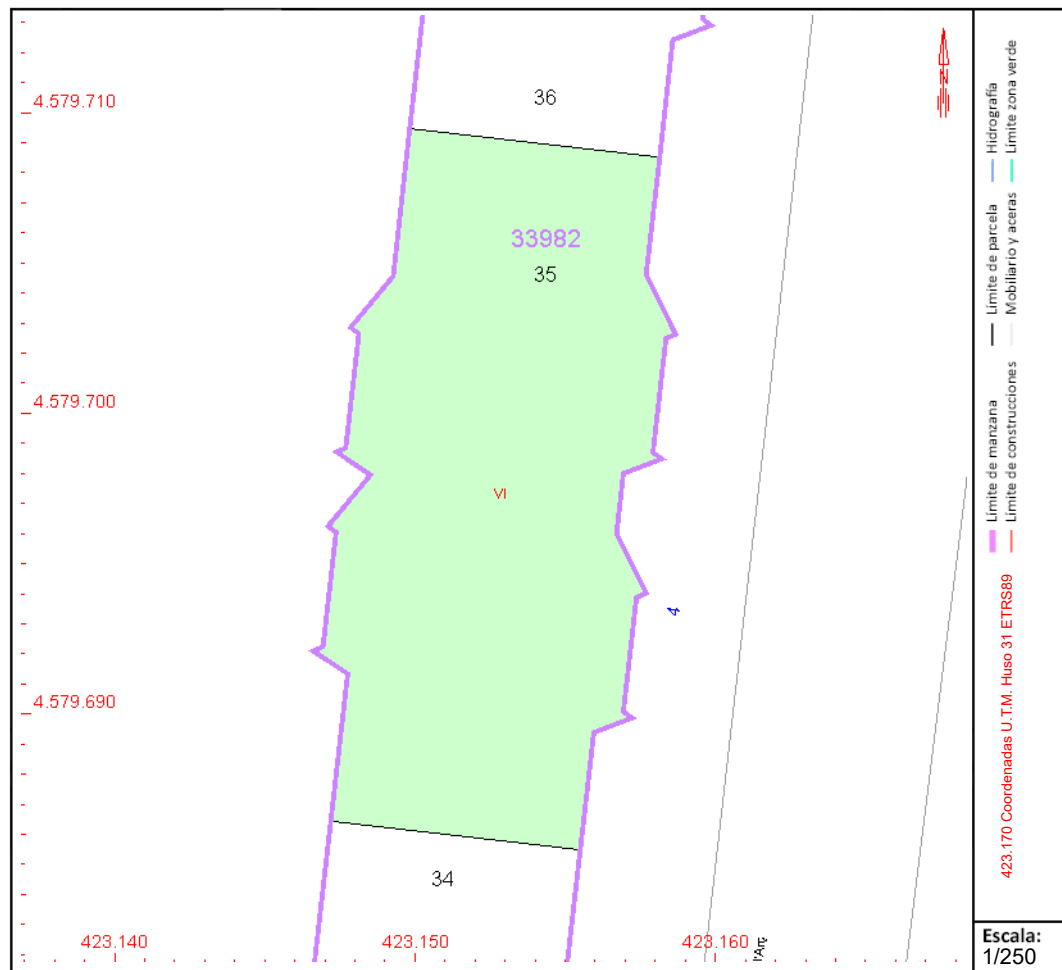 4.579.710
36
33982
35
4.579.700
VI
4
4.579.690
34
423.140
423.150
423.160
Límite de manzana
Límite de construcciones
Límite de parcela
Mobiliario y aceras
Hidrografía
Límite zona verde
423.170 Coordenadas U.T.M. Huso 31 ETRS89
Escala:
1/250